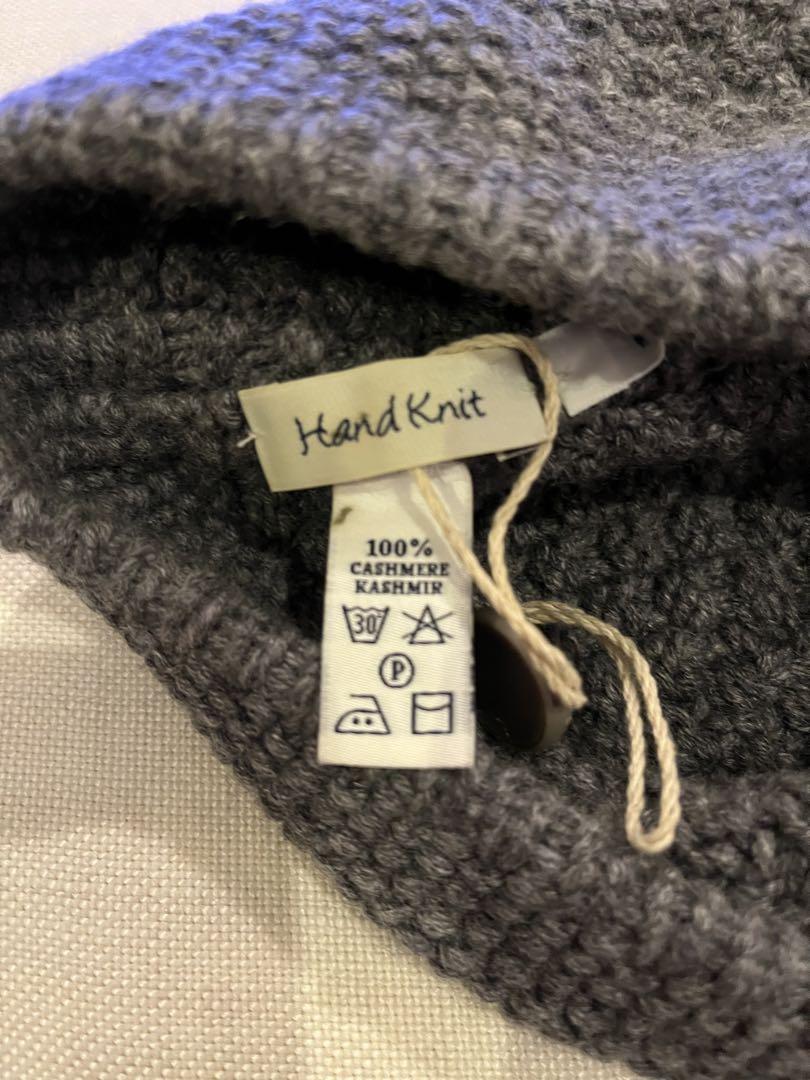 Hand Knit
100%
CASHMERE
KASHMIR
30
P